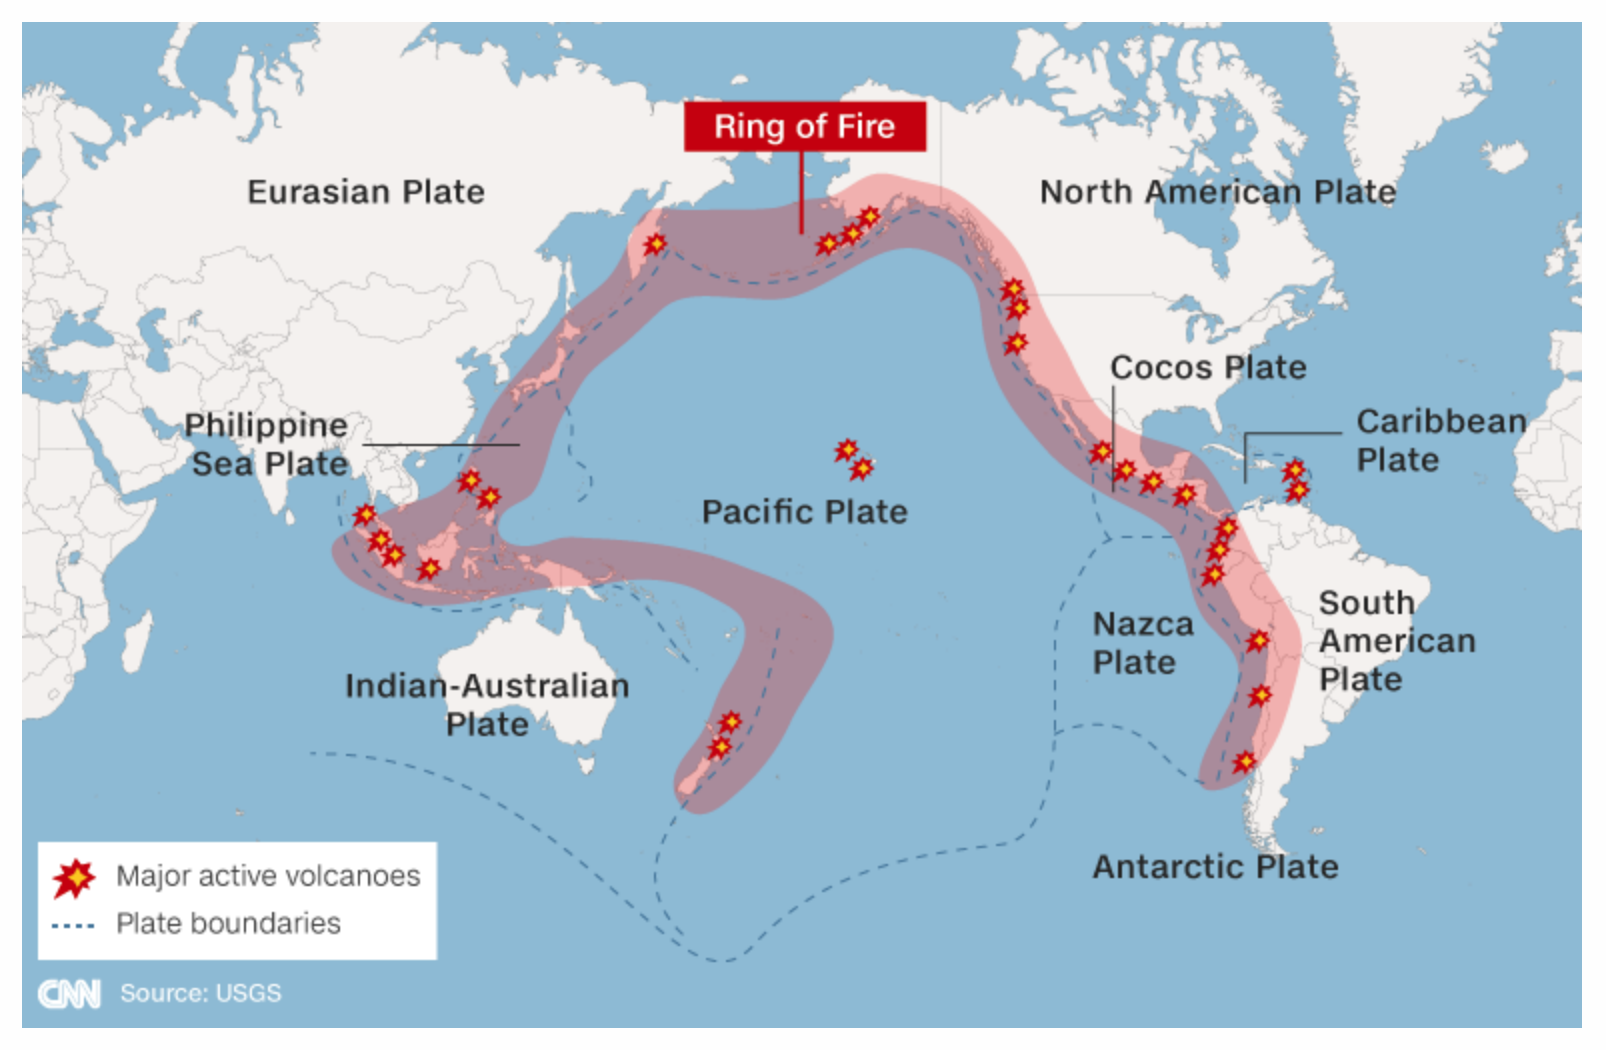 Ring of Fire
Eurasian Plate
North American Plate
Cocos Plate
Philippine
Sea Plate
Caribbean
Plate
Pacific Plate
Nazca
Plate
South
American
Plate
Indian-Australian
Plate
Antarctic Plate
Major active volcanoes
Plate boundaries
CNN Source: USGS